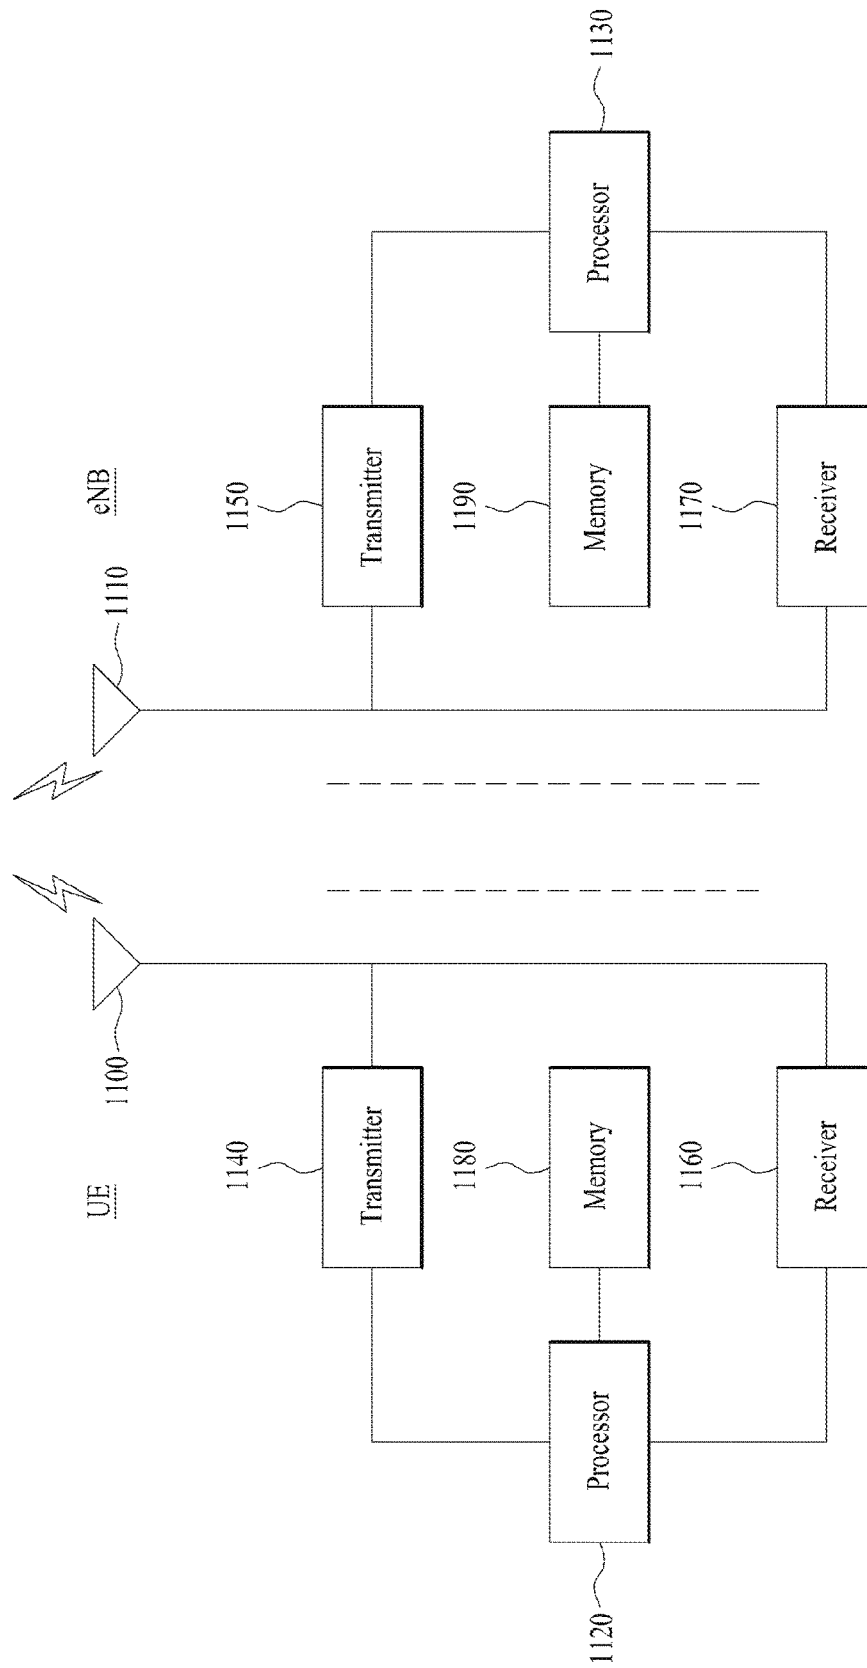 UE
eNB
1100
1110
1140
Transmitter
1150
Transmitter
1120
Processor
1180
Memory
1190
Memory
Processor
1130
1160
Receiver
1170
Receiver